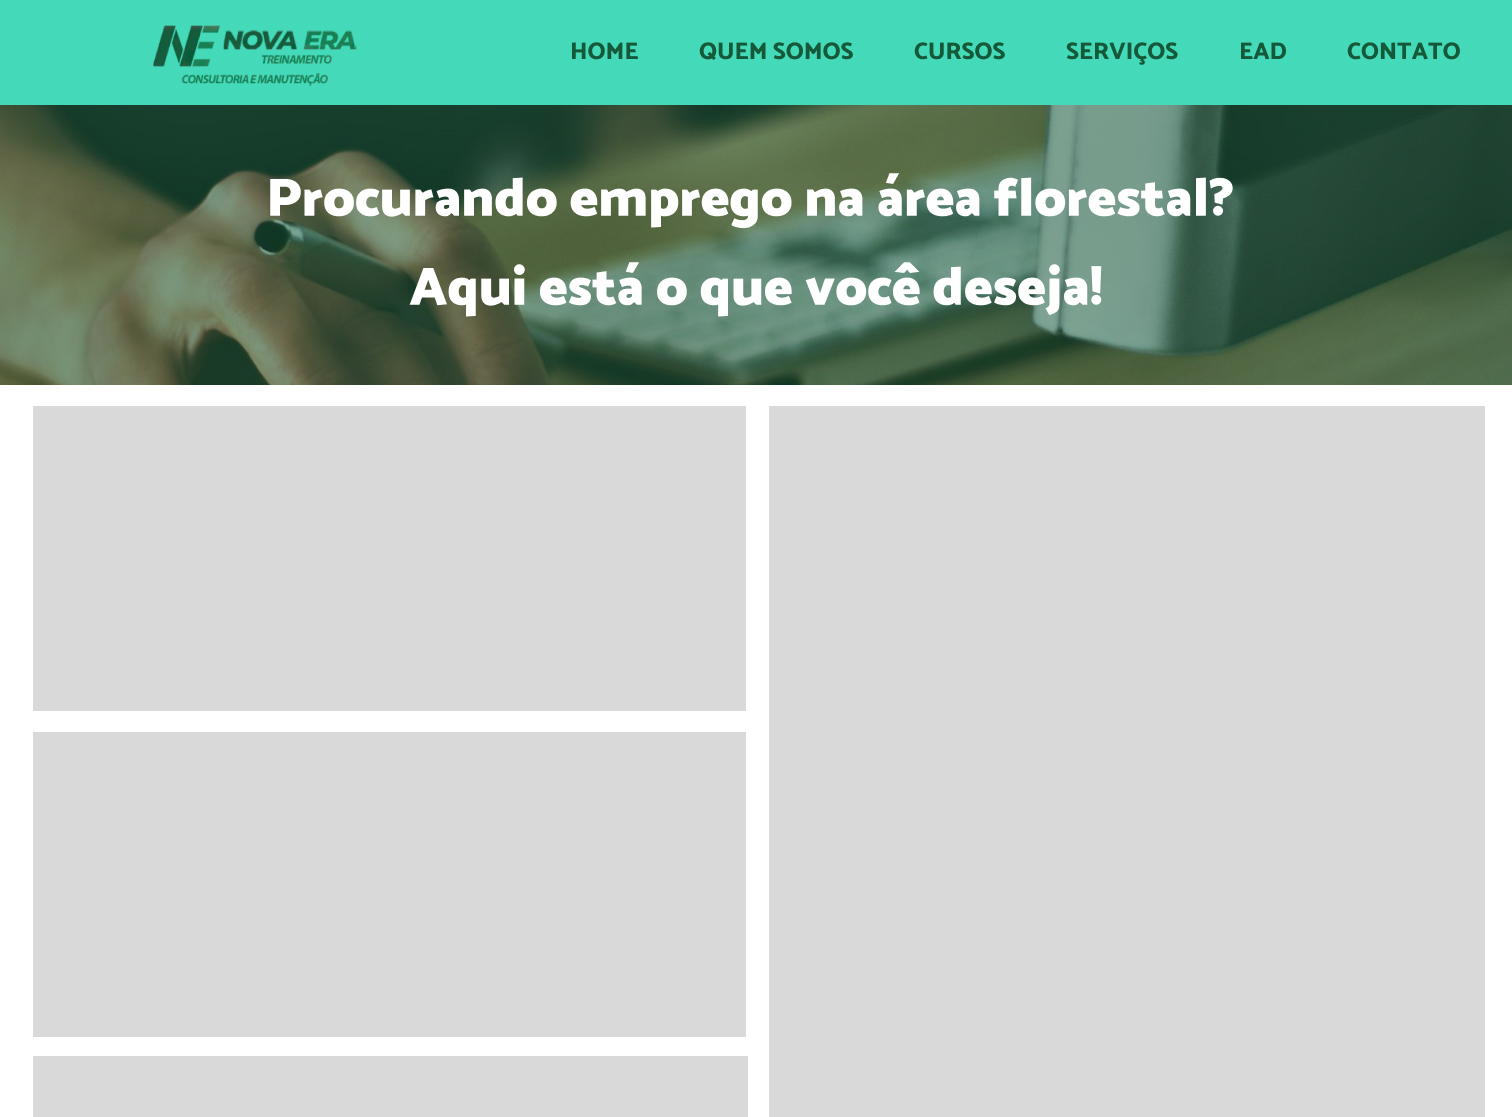 NE NOVA ERA
TREINAMENTO
CONSULTORIA E MANUTENÇÃO
HOME QUEM SOMOS CURSOS SERVIÇOS EAD CONTATO
Procurando emprego na área florestal?
Aqui está o que você deseja!